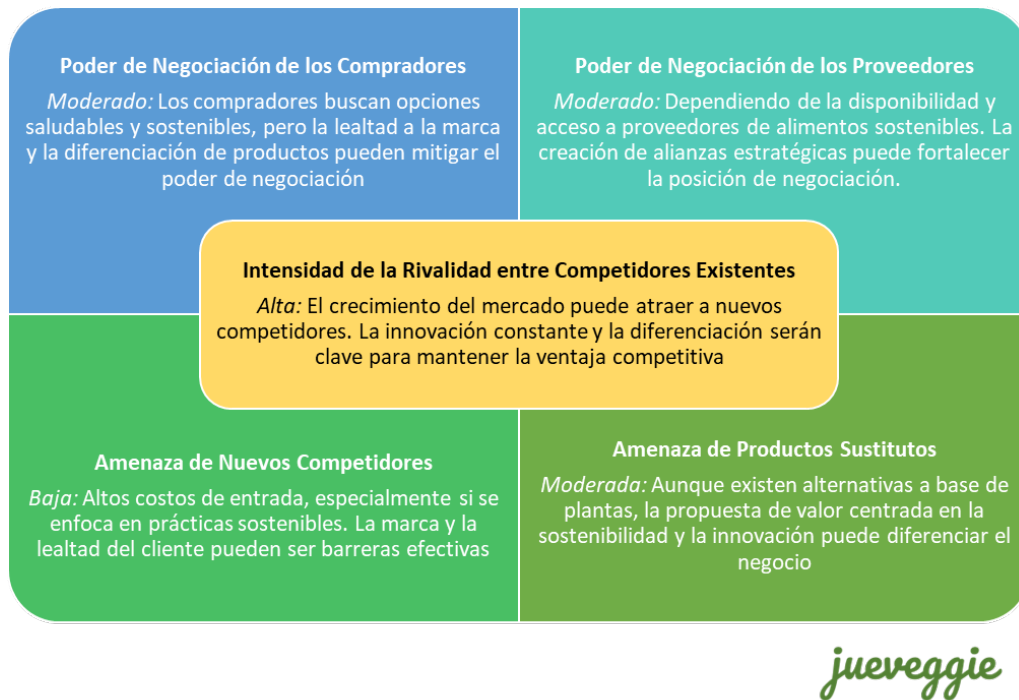 Poder de Negociación de los Compradores
Moderado: Los compradores buscan opciones
saludables y sostenibles, pero la lealtad a la marca
y la diferenciación de productos pueden mitigar el
poder de negociación
Poder de Negociación de los Proveedores
Moderado: Dependiendo de la disponibilidad y
acceso a proveedores de alimentos sostenibles. La
creación de alianzas estratégicas puede fortalecer
la posición de negociación.
Intensidad de la Rivalidad entre Competidores Existentes
Alta: El crecimiento del mercado puede atraer a nuevos
competidores. La innovación constante y la diferenciación serán
clave para mantener la ventaja competitiva
Amenaza de Nuevos Competidores
Baja: Altos costos de entrada, especialmente si se
enfoca en prácticas sostenibles. La marca y la
lealtad del cliente pueden ser barreras efectivas
Amenaza de Productos Sustitutos
Moderada: Aunque existen alternativas a base de
plantas, la propuesta de valor centrada en la
sostenibilidad y la innovación puede diferenciar el
negocio
jueveggie